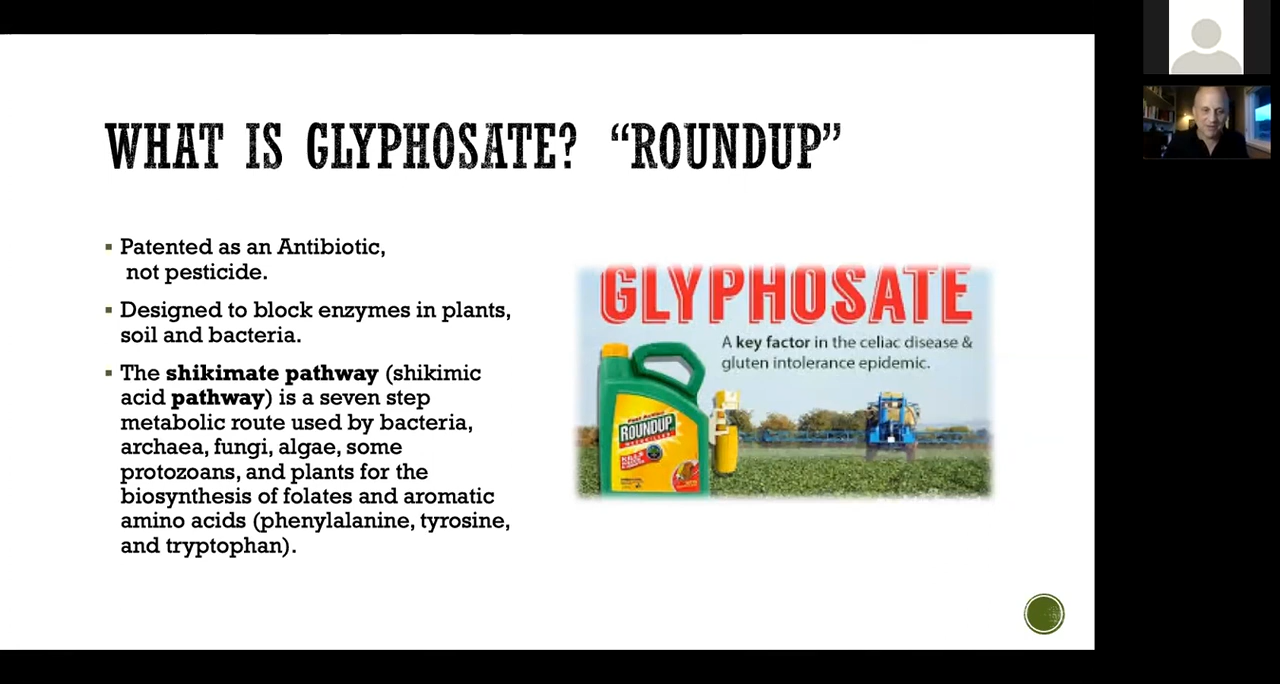 WHAT IS GLYPHOSATE? “ROUNDUP”
Patented as an Antibiotic,
not pesticide.
Designed to block enzymes in plants,
soil and bacteria.
The shikimate pathway (shikimic
acid pathway) is a seven step
metabolic route used by bacteria,
archaea, fungi, algae, some
protozoans, and plants for the
biosynthesis of folates and aromatic
amino acids (phenylalanine, tyrosine,
and tryptophan).
GLYPHOSATE
A key factor in the celiac disease &
gluten intolerance epidemic.
ROUNDUP
KILLS